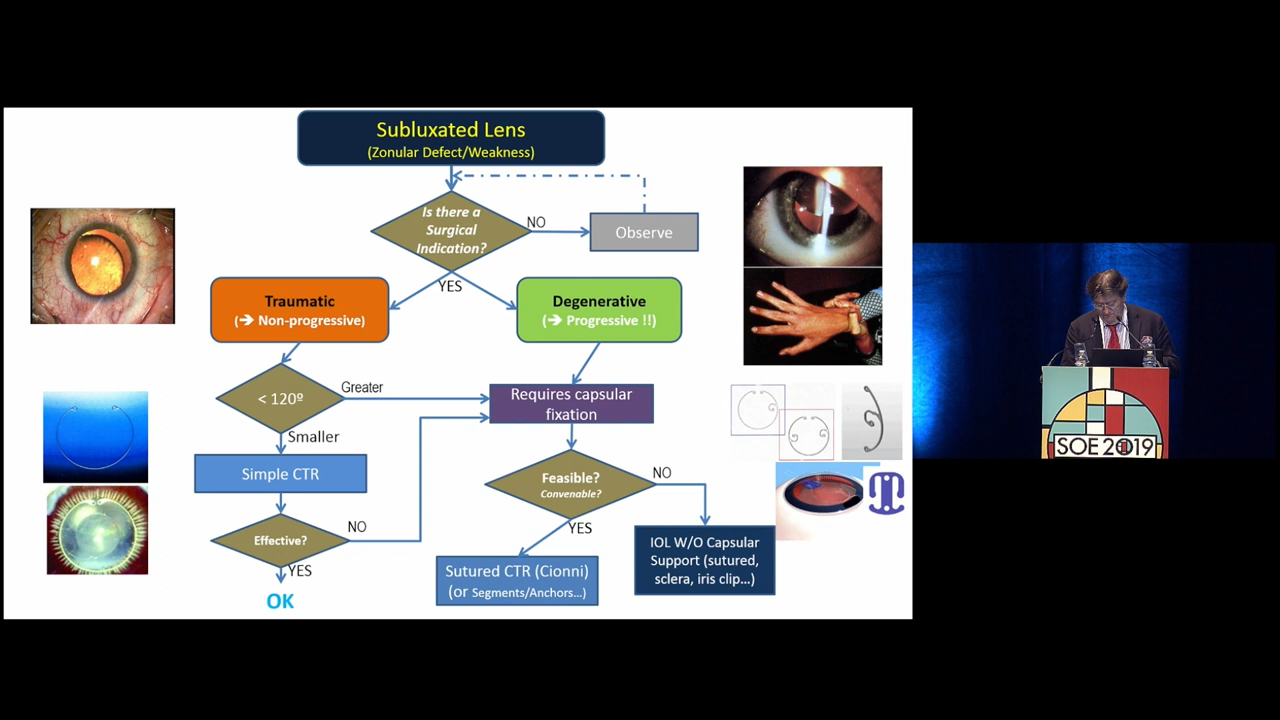 Subluxated Lens
(Zonular Defect/Weakness)
Is there a
Surgical
Indication?
NO
Observe
YES
Traumatic
(➔ Non-progressive)
Degenerative
(➔ Progressive !!)
< 120º
Greater
Requires capsular
fixation
Smaller
Simple CTR
Feasible?
Convenable?
NO
Effective?
NO
YES
YES
IOL W/O Capsular
Support (sutured,
sclera, iris clip...)
Sutured CTR (Cionni)
(or Segments/Anchors...)
OK
SOE 2019